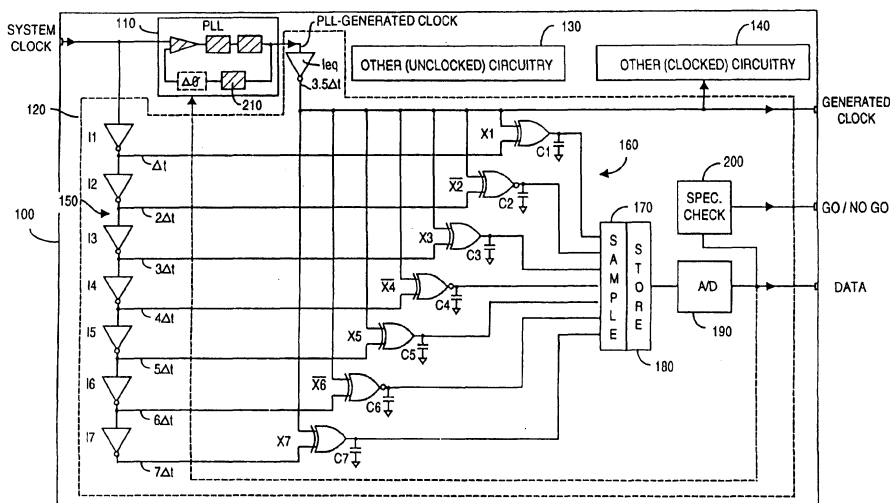 SYSTEM
CLOCK
110
PLL
PLL-GENERATED CLOCK
130
140
OTHER (UNCLOCKED) CIRCUITRY
OTHER (CLOCKED) CIRCUITRY
Ieq
3.5Δt
210
120
GENERATED
CLOCK
I1
Δt
X1
C1
160
I2
2Δt
X2
C2
200
SPEC.
CHECK
GO / NO GO
150
100
170
I3
3Δt
X3
C3
SAMPLE
STORE
I4
4Δt
X4
C4
A/D
DATA
190
180
I5
5Δt
X5
C5
I6
6Δt
X6
C6
I7
7Δt
X7
C7